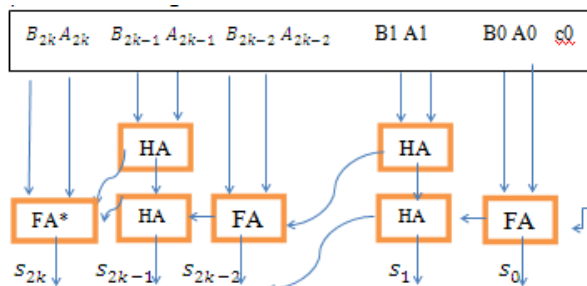 B₂ₖ A₂ₖ B₂ₖ₋₁ A₂ₖ₋₁ B₂ₖ₋₂ A₂ₖ₋₂ B1 A1 B0 A0 c0
HA HA
FA* HA FA HA FA
s₂ₖ s₂ₖ₋₁ s₂ₖ₋₂ s₁ s₀